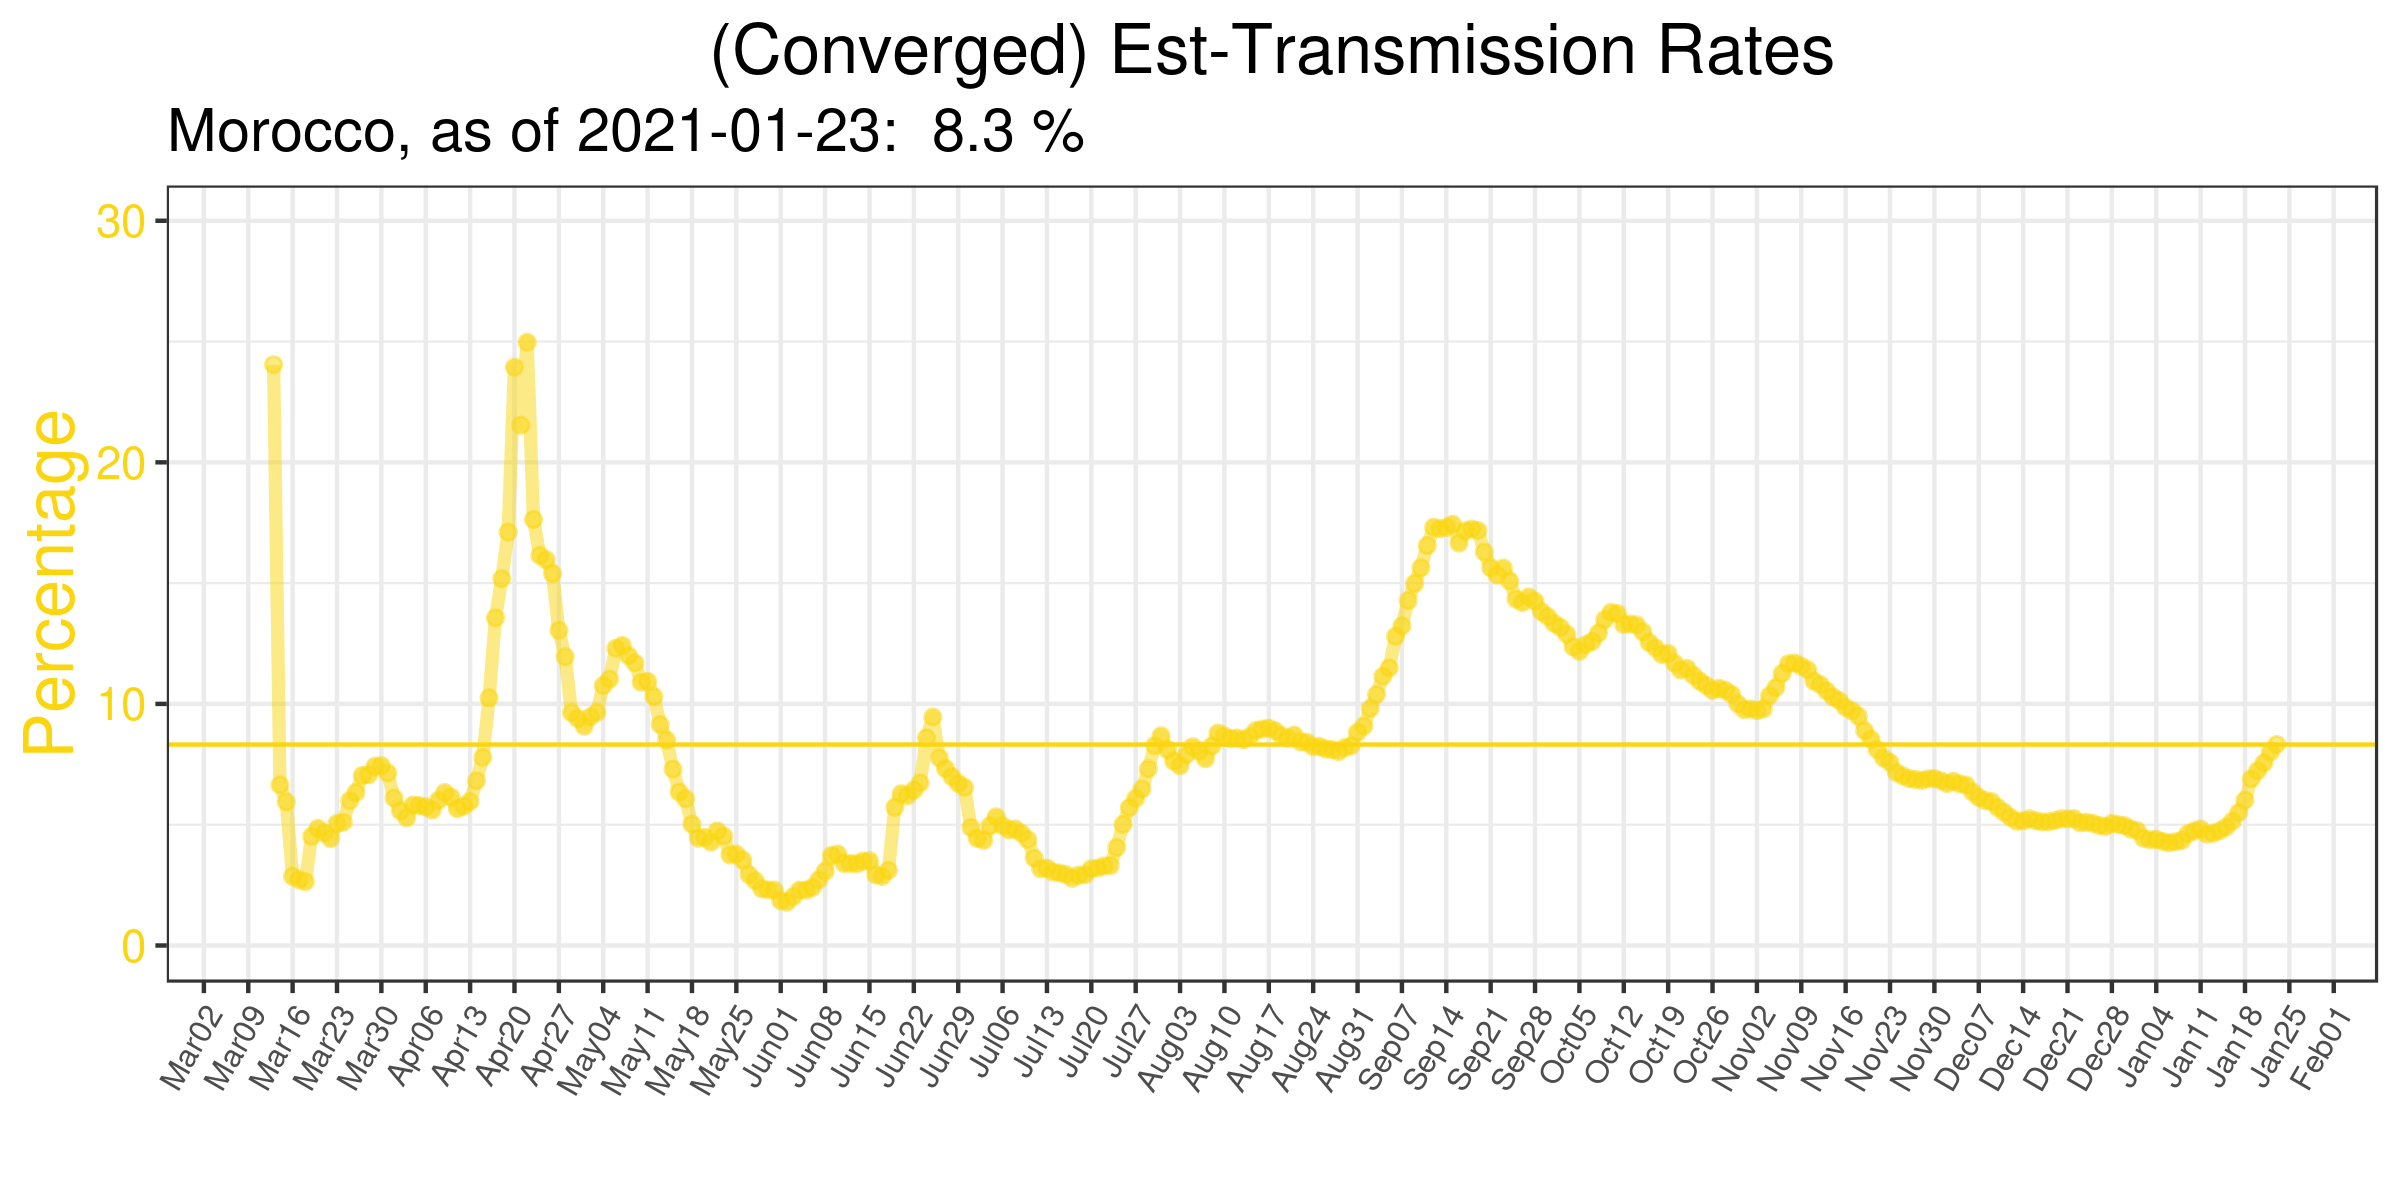 (Converged) Est-Transmission Rates
Morocco, as of 2021-01-23:  8.3 %
Percentage
30
20
10
0
Mar02
Mar09
Mar16
Mar23
Mar30
Apr06
Apr13
Apr20
Apr27
May04
May11
May18
May25
Jun01
Jun08
Jun15
Jun22
Jun29
Jul06
Jul13
Jul20
Jul27
Aug03
Aug10
Aug17
Aug24
Aug31
Sep07
Sep14
Sep21
Sep28
Oct05
Oct12
Oct19
Oct26
Nov02
Nov09
Nov16
Nov23
Nov30
Dec07
Dec14
Dec21
Dec28
Jan04
Jan11
Jan18
Jan25
Feb01